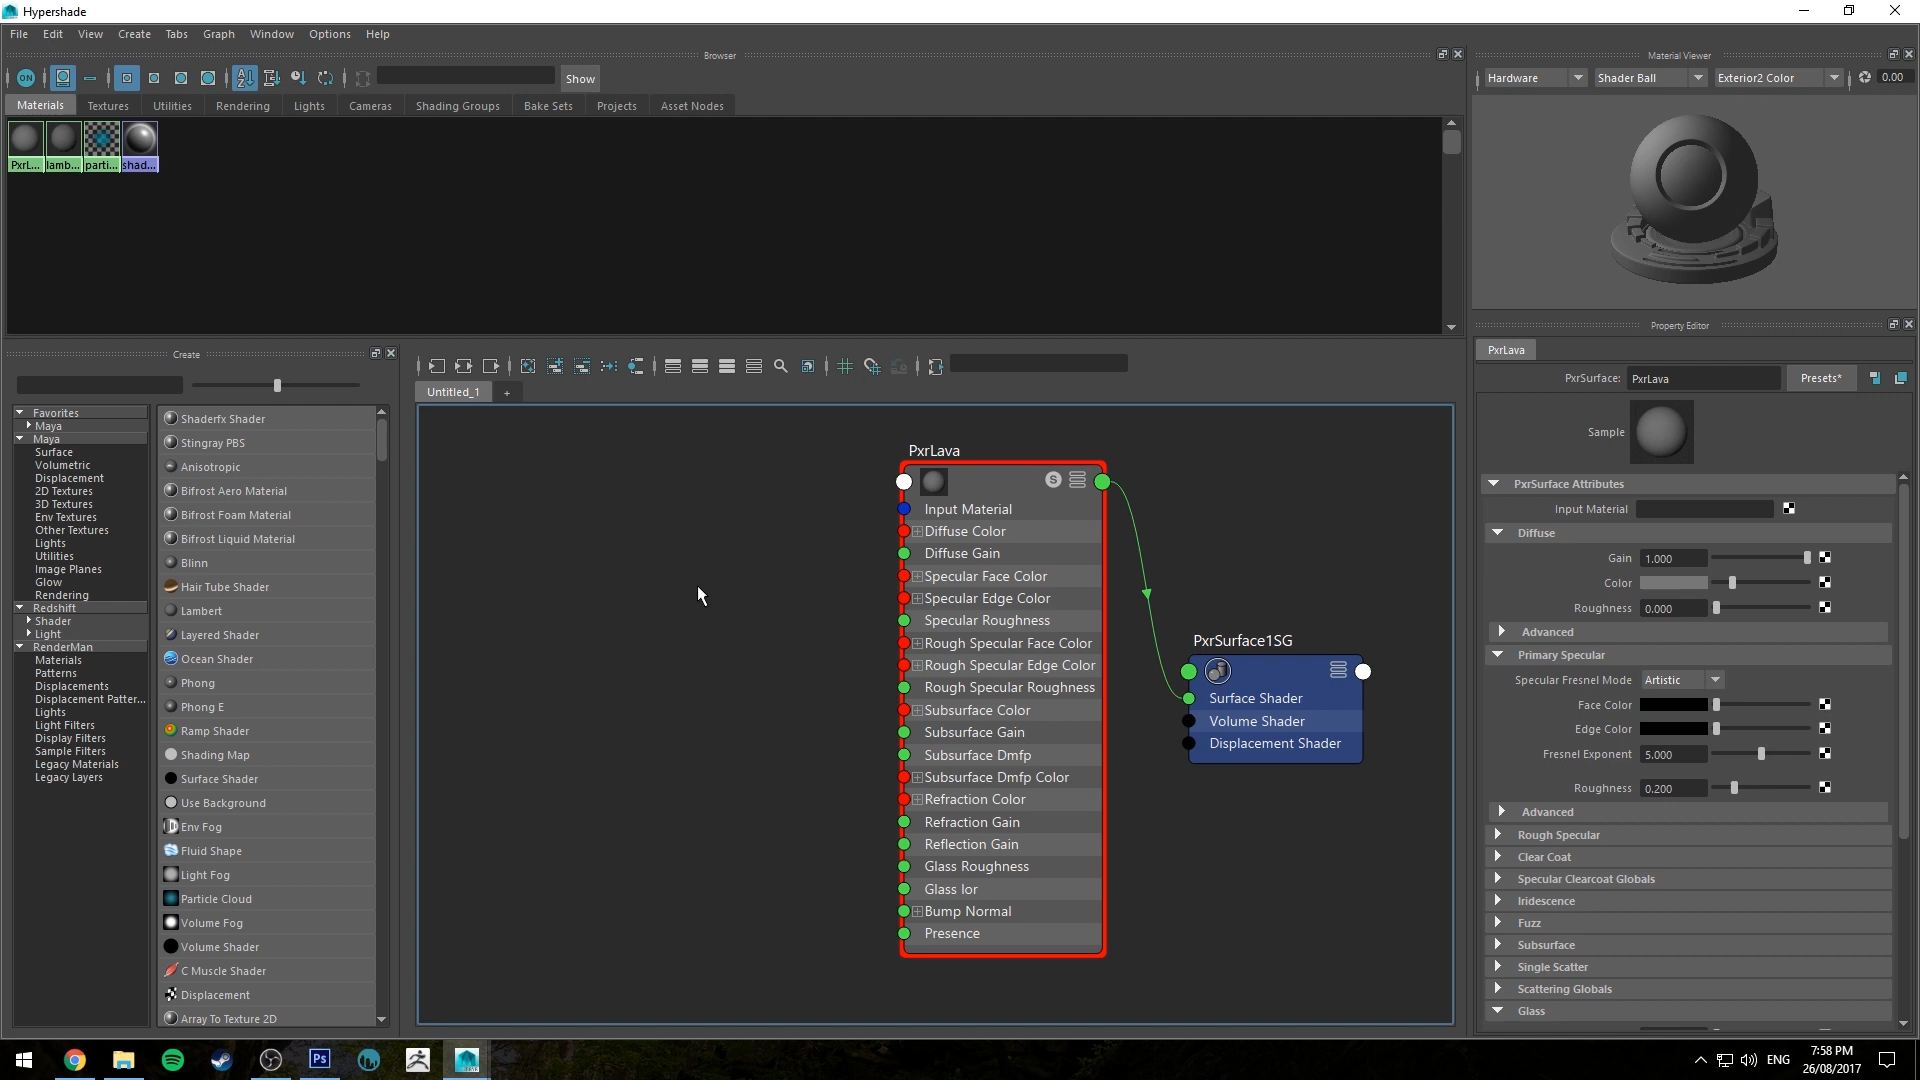 Hypershade
File Edit View Create Tabs Graph Window Options Help
Browser
ON
Show
Materials Textures Utilities Rendering Lights Cameras Shading Groups Bake Sets Projects Asset Nodes
PxrL... lamb... parti... shad...
Material Viewer
Hardware Shader Ball Exterior2 Color 0.00
Create
Favorites
Maya
Maya
Surface
Volumetric
Displacement
2D Textures
3D Textures
Env Textures
Other Textures
Lights
Utilities
Image Planes
Glow
Rendering
Redshift
Shader
Light
RenderMan
Materials
Patterns
Displacements
Displacement Patter...
Lights
Light Filters
Display Filters
Sample Filters
Legacy Materials
Legacy Layers
Shaderfx Shader
Stingray PBS
Anisotropic
Bifrost Aero Material
Bifrost Foam Material
Bifrost Liquid Material
Blinn
Hair Tube Shader
Lambert
Layered Shader
Ocean Shader
Phong
Phong E
Ramp Shader
Shading Map
Surface Shader
Use Background
Env Fog
Fluid Shape
Light Fog
Particle Cloud
Volume Fog
Volume Shader
C Muscle Shader
Displacement
Array To Texture 2D
Untitled_1 +
PxrLava
S
Input Material
Diffuse Color
Diffuse Gain
Specular Face Color
Specular Edge Color
Specular Roughness
Rough Specular Face Color
Rough Specular Edge Color
Rough Specular Roughness
Subsurface Color
Subsurface Gain
Subsurface Dmfp
Subsurface Dmfp Color
Refraction Color
Refraction Gain
Reflection Gain
Glass Roughness
Glass Ior
Bump Normal
Presence
PxrSurface1SG
Surface Shader
Volume Shader
Displacement Shader
Property Editor
PxrLava
PxrSurface: PxrLava Presets*
Sample
PxrSurface Attributes
Input Material
Diffuse
Gain 1.000
Color
Roughness 0.000
Advanced
Primary Specular
Specular Fresnel Mode Artistic
Face Color
Edge Color
Fresnel Exponent 5.000
Roughness 0.200
Advanced
Rough Specular
Clear Coat
Specular Clearcoat Globals
Iridescence
Fuzz
Subsurface
Single Scatter
Scattering Globals
Glass
Ps
ENG
7:58 PM
26/08/2017